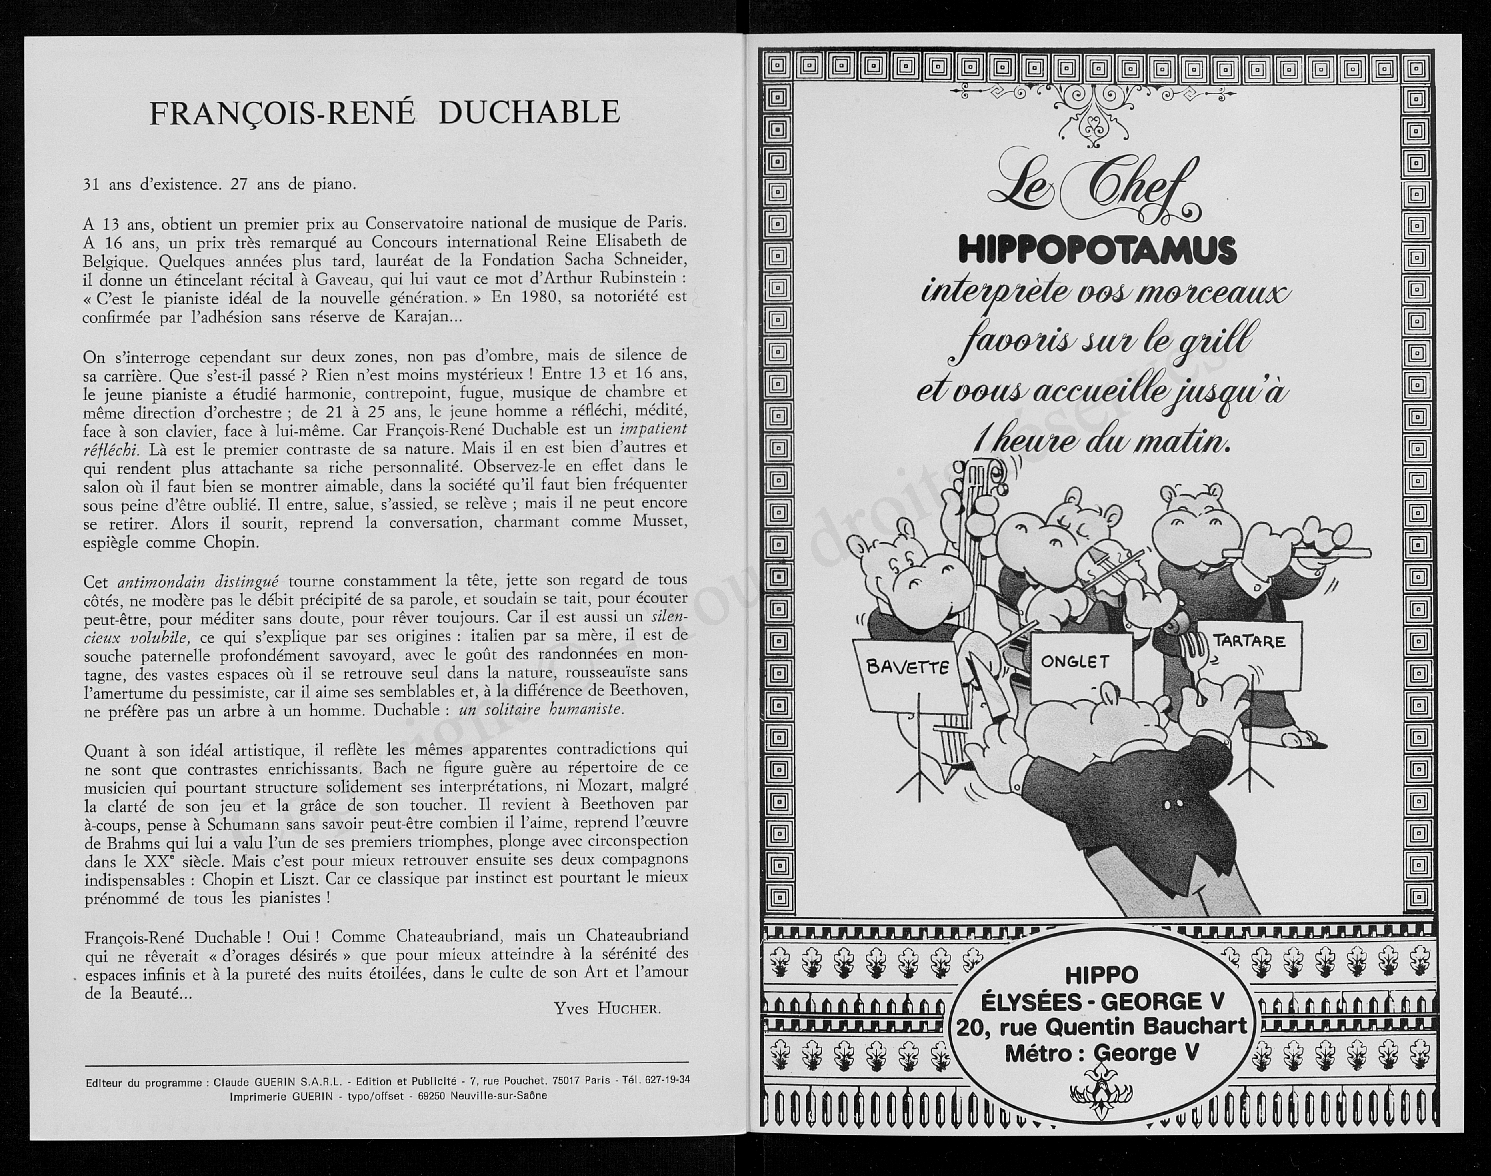 FRANÇOIS-RENÉ DUCHABLE
31 ans d'existence. 27 ans de piano.
A 13 ans, obtient un premier prix au Conservatoire national de musique de Paris.
A 16 ans, un prix très remarqué au Concours international Reine Elisabeth de
Belgique. Quelques années plus tard, lauréat de la Fondation Sacha Schneider,
il donne un étincelant récital à Gaveau, qui lui vaut ce mot d'Arthur Rubinstein :
« C'est le pianiste idéal de la nouvelle génération. » En 1980, sa notoriété est
confirmée par l'adhésion sans réserve de Karajan...
On s'interroge cependant sur deux zones, non pas d'ombre, mais de silence de
sa carrière. Que s'est-il passé ? Rien n'est moins mystérieux ! Entre 13 et 16 ans,
le jeune pianiste a étudié harmonie, contrepoint, fugue, musique de chambre et
même direction d'orchestre ; de 21 à 25 ans, le jeune homme a réfléchi, médité,
face à son clavier, face à lui-même. Car François-René Duchable est un impatient
réfléchi. Là est le premier contraste de sa nature. Mais il en est bien d'autres et
qui rendent plus attachante sa riche personnalité. Observez-le en effet dans le
salon où il faut bien se montrer aimable, dans la société qu'il faut bien fréquenter
sous peine d'être oublié. Il entre, salue, s'assied, se relève ; mais il ne peut encore
se retirer. Alors il sourit, reprend la conversation, charmant comme Musset,
espiègle comme Chopin.
Cet antimondain distingué tourne constamment la tête, jette son regard de tous
côtés, ne modère pas le débit précipité de sa parole, et soudain se tait, pour écouter
peut-être, pour méditer sans doute, pour rêver toujours. Car il est aussi un silen-
cieux volubile, ce qui s'explique par ses origines : italien par sa mère, il est de
souche paternelle profondément savoyard, avec le goût des randonnées en mon-
tagne, des vastes espaces où il se retrouve seul dans la nature, rousseauïste sans
l'amertume du pessimiste, car il aime ses semblables et, à la différence de Beethoven,
ne préfère pas un arbre à un homme. Duchable : un solitaire humaniste.
Quant à son idéal artistique, il reflète les mêmes apparentes contradictions qui
ne sont que contrastes enrichissants. Bach ne figure guère au répertoire de ce
musicien qui pourtant structure solidement ses interprétations, ni Mozart, malgré
la clarté de son jeu et la grâce de son toucher. Il revient à Beethoven par
à-coups, pense à Schumann sans savoir peut-être combien il l'aime, reprend l'œuvre
de Brahms qui lui a valu l'un de ses premiers triomphes, plonge avec circonspection
dans le XXe siècle. Mais c'est pour mieux retrouver ensuite ses deux compagnons
indispensables : Chopin et Liszt. Car ce classique par instinct est pourtant le mieux
prénommé de tous les pianistes !
François-René Duchable ! Oui ! Comme Chateaubriand, mais un Chateaubriand
qui ne rêverait « d'orages désirés » que pour mieux atteindre à la sérénité des
espaces infinis et à la pureté des nuits étoilées, dans le culte de son Art et l'amour
de la Beauté...
Yves HUCHER.
Editeur du programme : Claude GUERIN S.A.R.L. - Edition et Publicité - 7, rue Pouchet, 75017 Paris - Tél. 627-19-34
Imprimerie GUERIN - typo/offset - 69250 Neuville-sur-Saône
Le Chef
HIPPOPOTAMUS
interprète vos morceaux
favoris sur le grill
et vous accueille jusqu'à
1 heure du matin.
BAVETTE
ONGLET
TARTARE
HIPPO
ÉLYSÉES - GEORGE V
20, rue Quentin Bauchart
Métro : George V
Copyright - Tous droits réservés